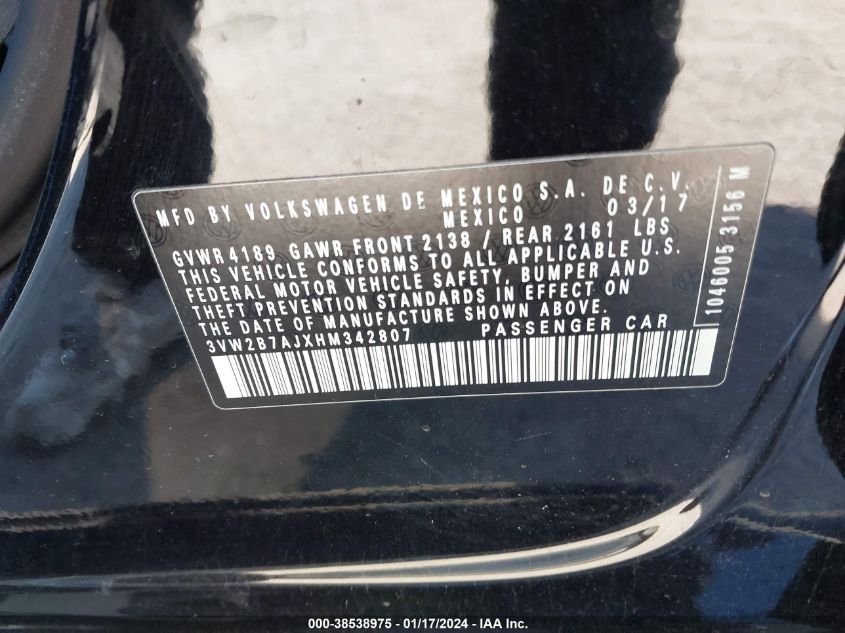 MFD BY VOLKSWAGEN DE MEXICO S.A. DE C.V.
MEXICO 03/17
GVWR 4189 GAWR FRONT 2138 / REAR 2161 LBS
THIS VEHICLE CONFORMS TO ALL APPLICABLE U.S.
FEDERAL MOTOR VEHICLE SAFETY, BUMPER AND
THEFT PREVENTION STANDARDS IN EFFECT ON
THE DATE OF MANUFACTURE SHOWN ABOVE.
3VW2B7AJXHM342807 PASSENGER CAR
1046005 3156 M
000-38538975 - 01/17/2024 - IAA Inc.